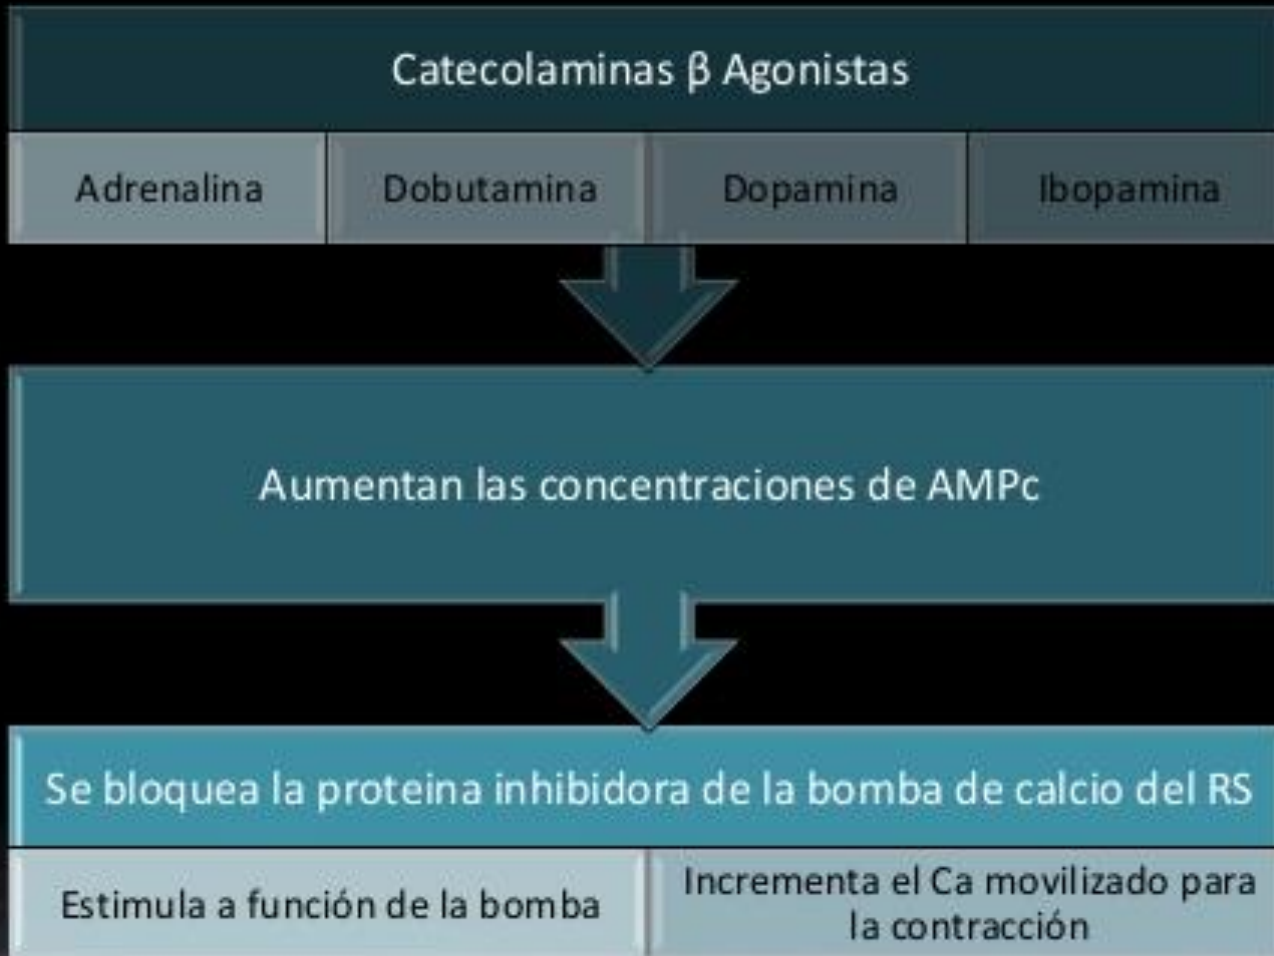 Catecolaminas β Agonistas
Adrenalina
Dobutamina
Dopamina
Ibopamina
Aumentan las concentraciones de AMPc
Se bloquea la proteina inhibidora de la bomba de calcio del RS
Estimula a función de la bomba
Incrementa el Ca movilizado para
la contracción